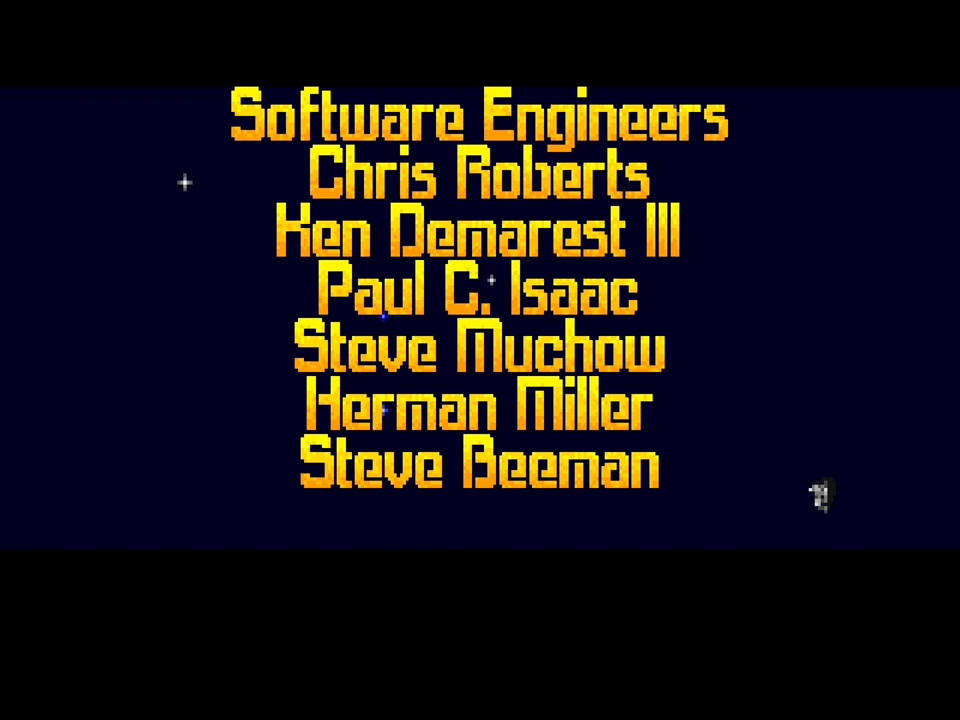 Software Engineers
Chris Roberts
Ken Demarest III
Paul C. Isaac
Steve Muchow
Herman Miller
Steve Beeman